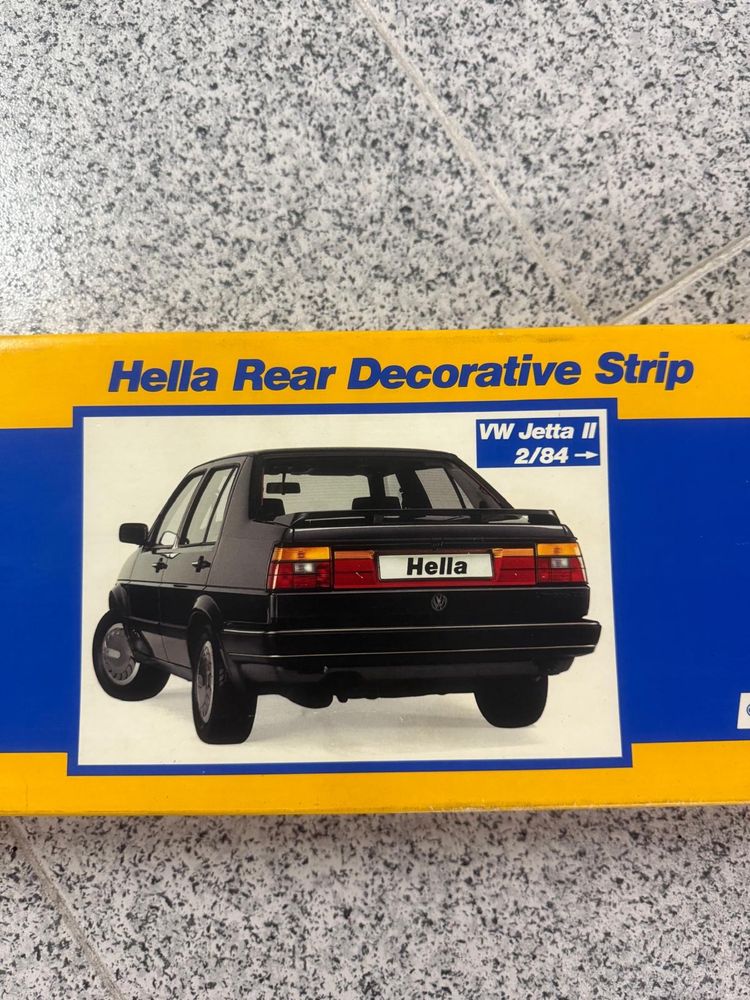 Hella Rear Decorative Strip
VW Jetta II
2/84 →
Hella